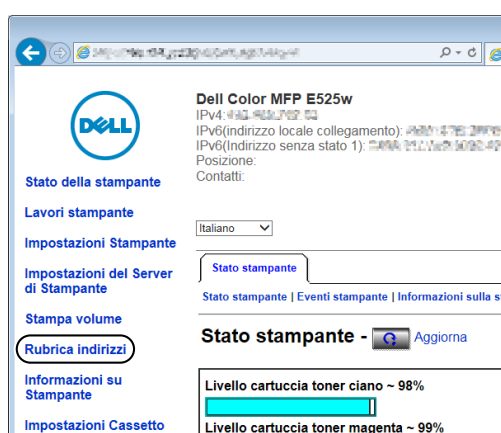 DELL
Dell Color MFP E525w
IPv4:
IPv6(indirizzo locale collegamento):
IPv6(Indirizzo senza stato 1):
Posizione:
Contatti:
Stato della stampante
Lavori stampante
Impostazioni Stampante
Impostazioni del Server
di Stampante
Stampa volume
Rubrica indirizzi
Informazioni su
Stampante
Impostazioni Cassetto
Italiano
Stato stampante
Stato stampante | Eventi stampante | Informazioni sulla s
Stato stampante - Aggiorna
Livello cartuccia toner ciano ~ 98%
Livello cartuccia toner magenta ~ 99%